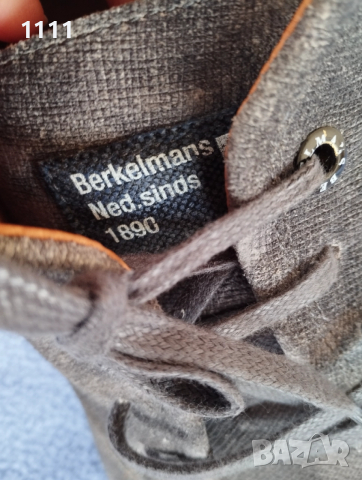 1111
Berkelmans
Ned. sinds
1890
BAZAR